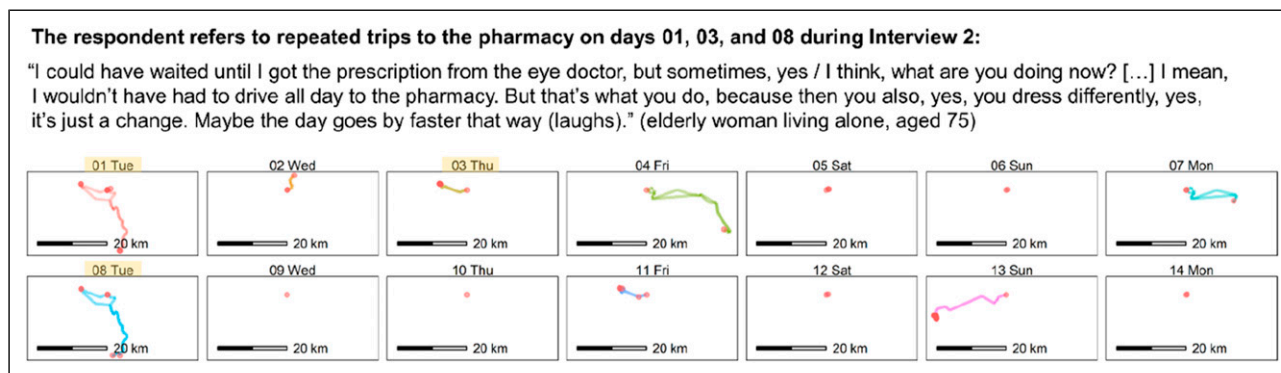 The respondent refers to repeated trips to the pharmacy on days 01, 03, and 08 during Interview 2:
“I could have waited until I got the prescription from the eye doctor, but sometimes, yes / I think, what are you doing now? […] I mean,
I wouldn’t have had to drive all day to the pharmacy. But that’s what you do, because then you also, yes, you dress differently, yes,
it’s just a change. Maybe the day goes by faster that way (laughs).” (elderly woman living alone, aged 75)
01 Tue 02 Wed 03 Thu 04 Fri 05 Sat 06 Sun 07 Mon
20 km 20 km 20 km 20 km 20 km 20 km 20 km
08 Tue 09 Wed 10 Thu 11 Fri 12 Sat 13 Sun 14 Mon
20 km 20 km 20 km 20 km 20 km 20 km 20 km